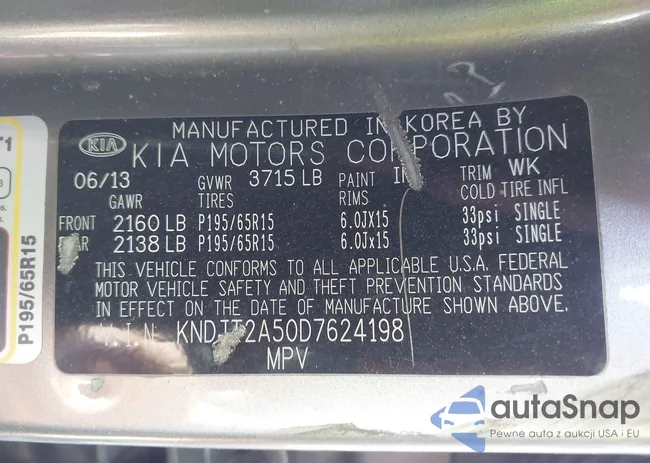 MANUFACTURED IN KOREA BY
KIA KIA MOTORS CORPORATION
06/13 GVWR 3715 LB PAINT TRIM WK
GAWR TIRES RIMS COLD TIRE INFL
FRONT 2160 LB P195/65R15 6.0JX15 33psi SINGLE
2138 LB P195/65R15 6.0Jx15 33psi SINGLE
THIS VEHICLE CONFORMS TO ALL APPLICABLE U.S.A. FEDERAL
MOTOR VEHICLE SAFETY AND THEFT PREVENTION STANDARDS
IN EFFECT ON THE DATE OF MANUFACTURE SHOWN ABOVE.
V.I.N. KNDJT2A50D7624198
MPV
P195/65R15
autaSnap
Pewne auta z aukcji USA i EU